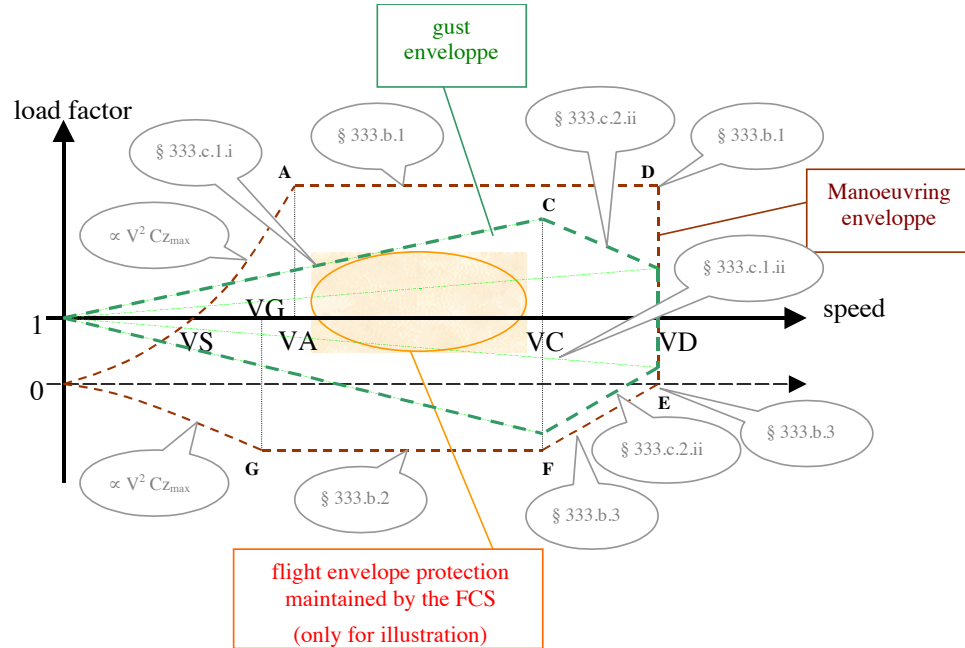 gust
enveloppe
load factor
§ 333.b.1
§ 333.c.2.ii
§ 333.b.1
§ 333.c.1.i
A
D
Manoeuvring
enveloppe
C
∝ V² Cz_max
§ 333.c.1.ii
VG
speed
1
VS
VA
VC
VD
0
E
§ 333.b.3
§ 333.c.2.ii
G
F
∝ V² Cz_max
§ 333.b.2
§ 333.b.3
flight envelope protection
maintained by the FCS
(only for illustration)